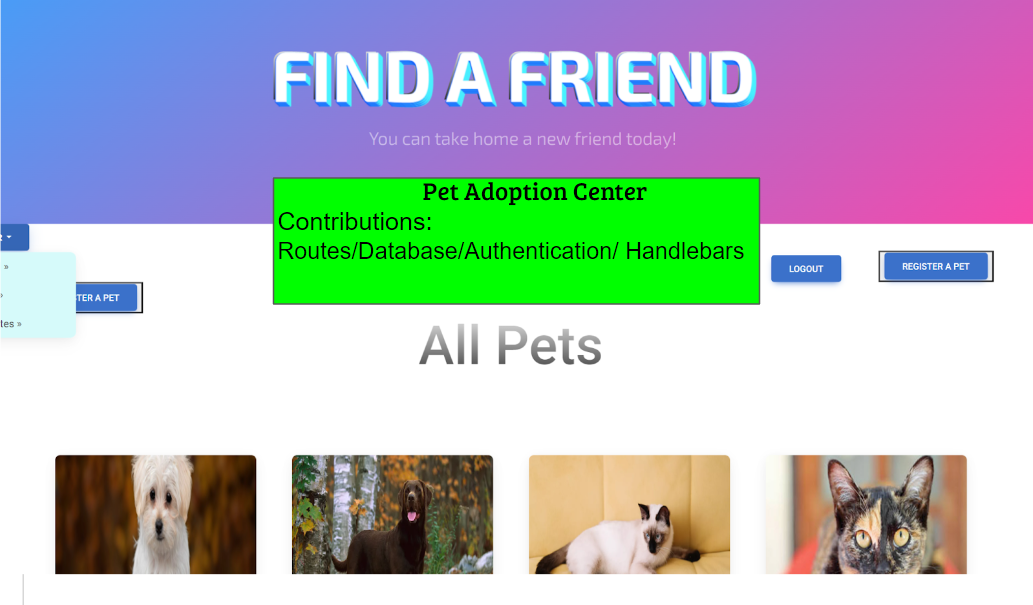 FIND A FRIEND
You can take home a new friend today!
Pet Adoption Center
Contributions:
Routes/Database/Authentication/ Handlebars
LOGOUT
REGISTER A PET
»
»
TER A PET
tes »
All Pets